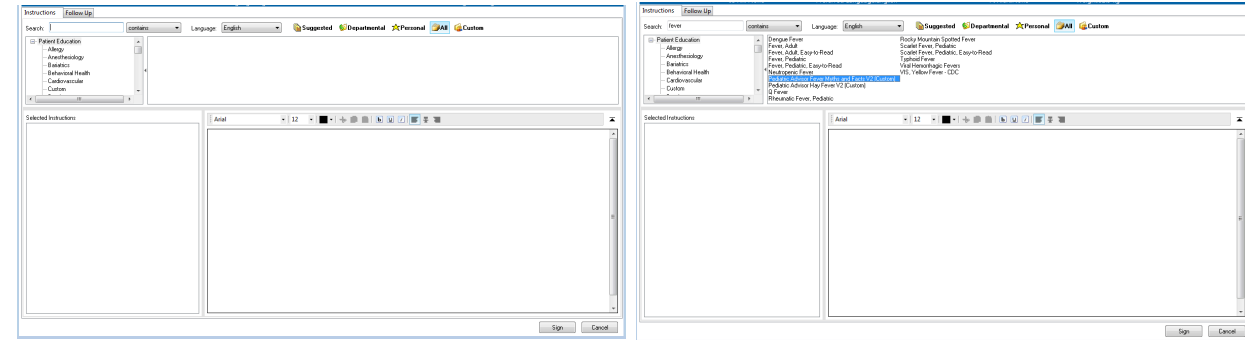 Instructions Follow Up
Search: contains Language: English Suggested Departmental Personal All Custom
Patient Education
Allergy
Anesthesiology
Bariatrics
Behavioral Health
Cardiovascular
Custom
Selected Instructions
Arial 12 b u i
Sign Cancel
Instructions Follow Up
Search: fever contains Language: English Suggested Departmental Personal All Custom
Patient Education
Allergy
Anesthesiology
Bariatrics
Behavioral Health
Cardiovascular
Custom
Dengue Fever
Fever, Adult
Fever, Adult, Easy-to-Read
Fever, Pediatric
Fever, Pediatric, Easy-to-Read
Neutropenic Fever
Pediatric Advisor Fever Myths and Facts V2 (Custom)
Pediatric Advisor Hay Fever V2 (Custom)
Q Fever
Rheumatic Fever, Pediatric
Rocky Mountain Spotted Fever
Scarlet Fever, Pediatric
Scarlet Fever, Pediatric, Easy-to-Read
Typhoid Fever
Viral Hemorrhagic Fevers
VIS, Yellow Fever - CDC
Selected Instructions
Arial 12 b u i
Sign Cancel